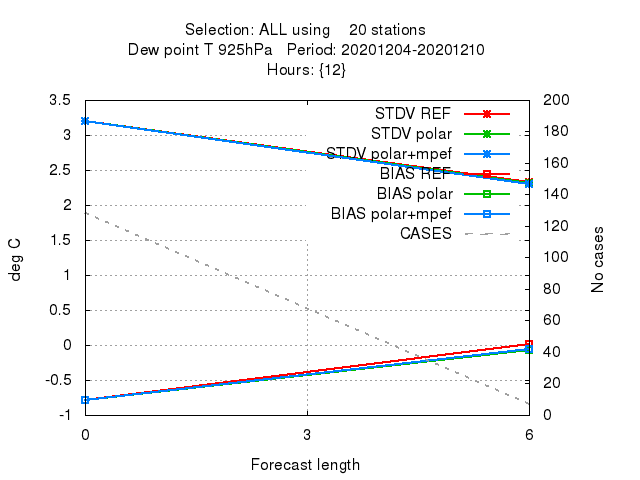 Selection: ALL using    20 stations
Dew point T 925hPa   Period: 20201204-20201210
Hours: {12}
3.5
3
2.5
2
1.5
1
0.5
0
-0.5
-1
deg C
STDV REF
STDV polar
STDV polar+mpef
BIAS REF
BIAS polar
BIAS polar+mpef
CASES
200
180
160
140
120
100
80
60
40
20
0
No cases
0 3 6
Forecast length